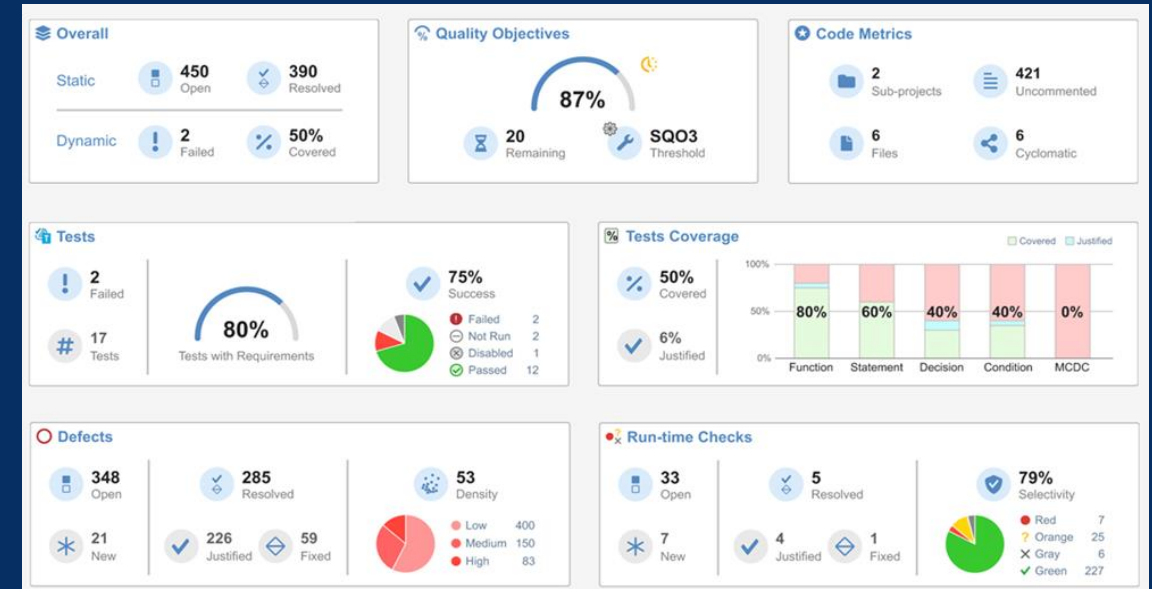 Overall
Static
450
Open
390
Resolved
Dynamic
2
Failed
50%
Covered
Quality Objectives
87%
20
Remaining
SQO3
Threshold
Code Metrics
2
Sub-projects
421
Uncommented
6
Files
6
Cyclomatic
Tests
2
Failed
17
Tests
80%
Tests with Requirements
75%
Success
Failed 2
Not Run 2
Disabled 1
Passed 12
Tests Coverage
50%
Covered
6%
Justified
Covered Justified
100%
50%
0%
80% 60% 40% 40% 0%
Function Statement Decision Condition MCDC
Defects
348
Open
21
New
285
Resolved
226
Justified
59
Fixed
53
Density
Low 400
Medium 150
High 83
Run-time Checks
33
Open
7
New
5
Resolved
4
Justified
1
Fixed
79%
Selectivity
Red 7
? Orange 25
Gray 6
Green 227